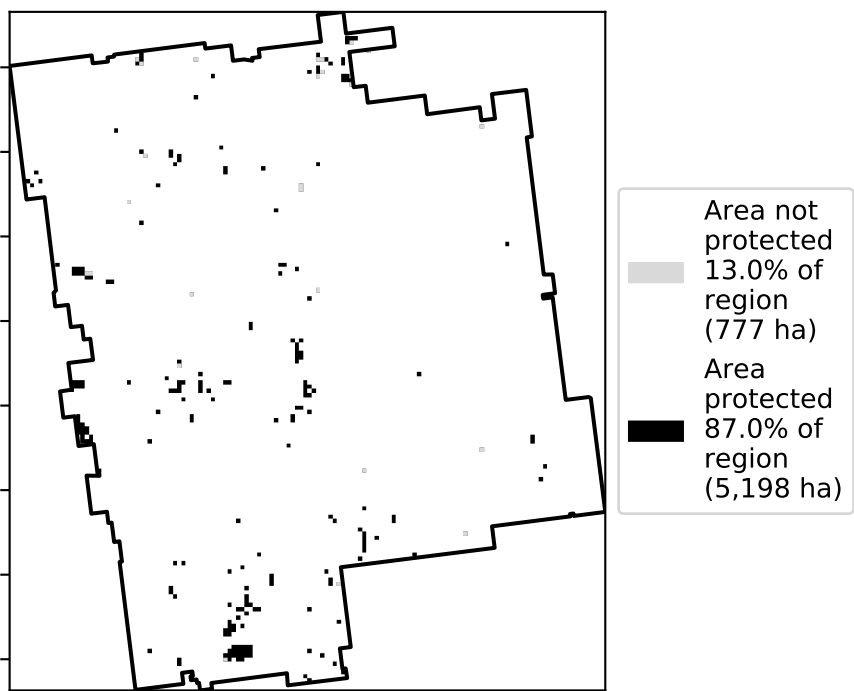 Area not
protected
13.0% of
region
(777 ha)
Area
protected
87.0% of
region
(5,198 ha)